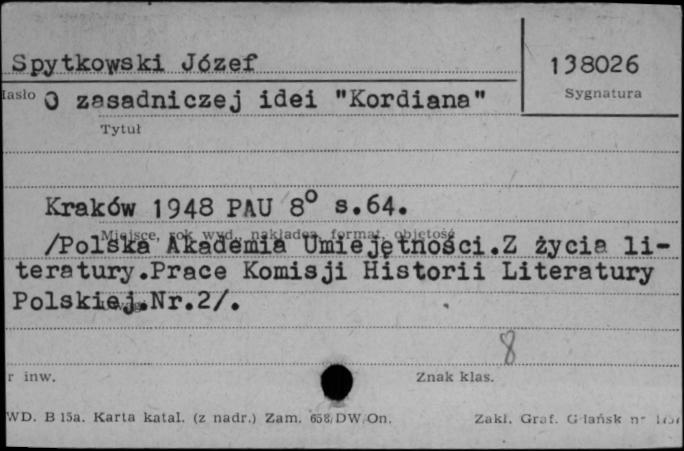 Spytkowski Józef
138026
Hasło
Sygnatura
O zasadniczej idei "Kordiana"
Tytuł
Kraków 1948 PAU 8° s.64.
Miejsce, rok wyd., nakładca, format, objętość
/Polska Akademia Umiejętności.Z życia li-
teratury.Prace Komisji Historii Literatury
Polskiej.Nr.2/.
8
r inw.
Znak klas.
WD. B 15a. Karta katal. (z nadr.) Zam. 658/DW/On.
Zakł. Graf. Gdańsk